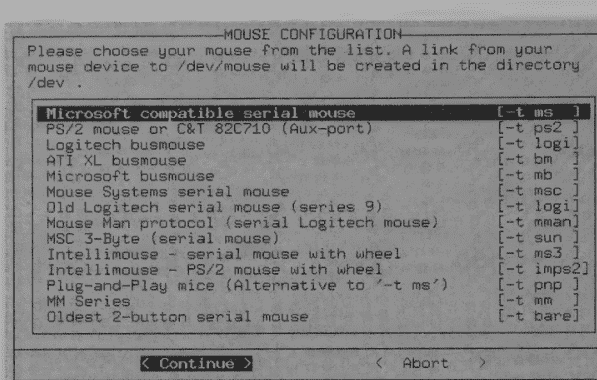 MOUSE CONFIGURATION
Please choose your mouse from the list. A link from your
mouse device to /dev/mouse will be created in the directory
/dev .
Microsoft compatible serial mouse [-t ms ]
PS/2 mouse or C&T 82C710 (Aux-port) [-t ps2 ]
Logitech busmouse [-t logi]
ATI XL busmouse [-t bm ]
Microsoft busmouse [-t mb ]
Mouse Systems serial mouse [-t msc ]
Old Logitech serial mouse (series 9) [-t logi]
Mouse Man protocol (serial Logitech mouse) [-t mman]
MSC 3-Byte (serial mouse) [-t sun ]
Intellimouse - serial mouse with wheel [-t ms3 ]
Intellimouse - PS/2 mouse with wheel [-t imps2]
Plug-and-Play mice (Alternative to '-t ms') [-t pnp ]
MM Series [-t mm ]
Oldest 2-button serial mouse [-t bare]
< Continue > < Abort >